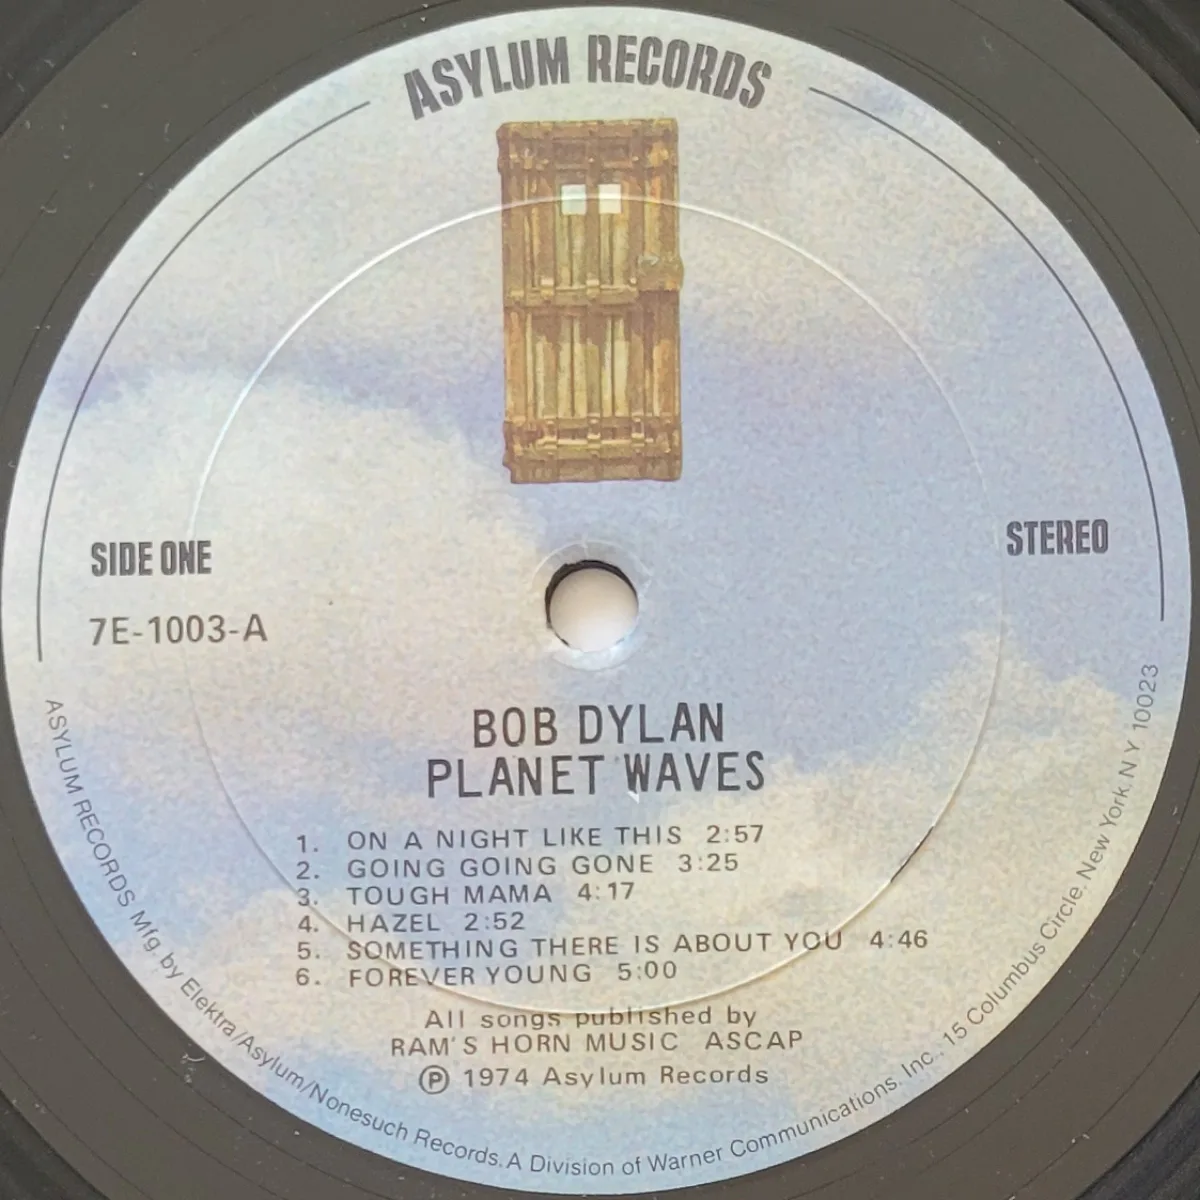 ASYLUM RECORDS
SIDE ONE
STEREO
7E-1003-A
BOB DYLAN
PLANET WAVES
1. ON A NIGHT LIKE THIS 2:57
2. GOING GOING GONE 3:25
3. TOUGH MAMA 4:17
4. HAZEL 2:52
5. SOMETHING THERE IS ABOUT YOU 4:46
6. FOREVER YOUNG 5:00
All songs published by
RAM'S HORN MUSIC ASCAP
Ⓟ 1974 Asylum Records
ASYLUM RECORDS Mfg. by Elektra/Asylum/Nonesuch Records. A Division of Warner Communications. Inc., 15 Columbus Circle. New York. N Y 10023